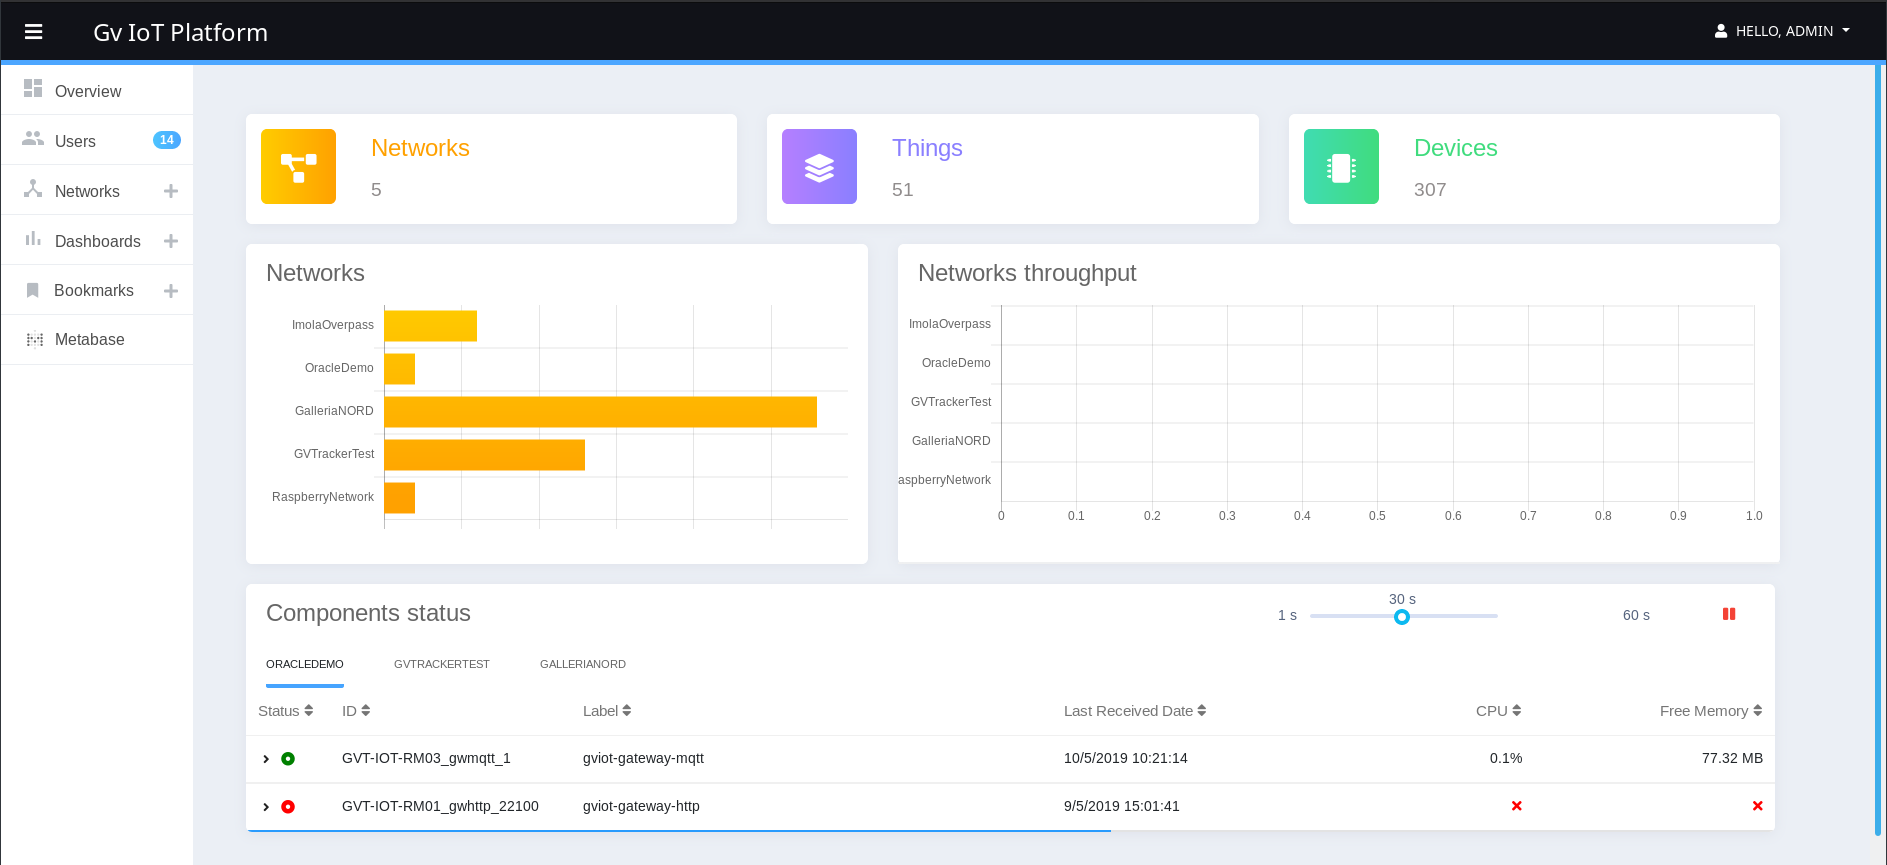 Gv IoT Platform
HELLO, ADMIN
Overview
Users 14
Networks
Dashboards
Bookmarks
Metabase
Networks
5
Things
51
Devices
307
Networks
ImolaOverpass
OracleDemo
GalleriaNORD
GVTrackerTest
RaspberryNetwork
Networks throughput
ImolaOverpass
OracleDemo
GVTrackerTest
GalleriaNORD
aspberryNetwork
0 0.1 0.2 0.3 0.4 0.5 0.6 0.7 0.8 0.9 1.0
Components status
30 s
1 s 60 s
ORACLEDEMO GVTRACKERTEST GALLERIANORD
Status ID Label Last Received Date CPU Free Memory
GVT-IOT-RM03_gwmqtt_1 gviot-gateway-mqtt 10/5/2019 10:21:14 0.1% 77.32 MB
GVT-IOT-RM01_gwhttp_22100 gviot-gateway-http 9/5/2019 15:01:41